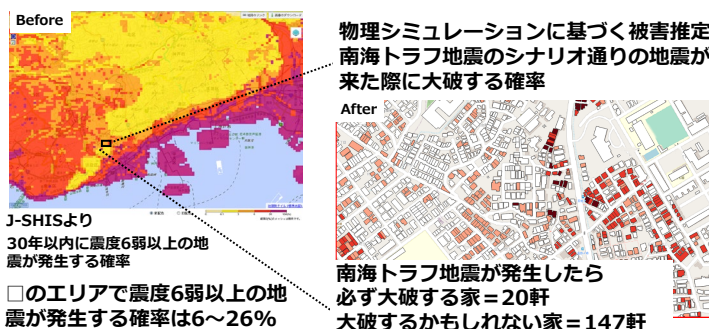 Before
J-SHISより
30年以内に震度6弱以上の地
震が発生する確率
□のエリアで震度6弱以上の地
震が発生する確率は6～26%
物理シミュレーションに基づく被害推定
南海トラフ地震のシナリオ通りの地震が
来た際に大破する確率
After
南海トラフ地震が発生したら
必ず大破する家＝20軒
大破するかもしれない家＝147軒